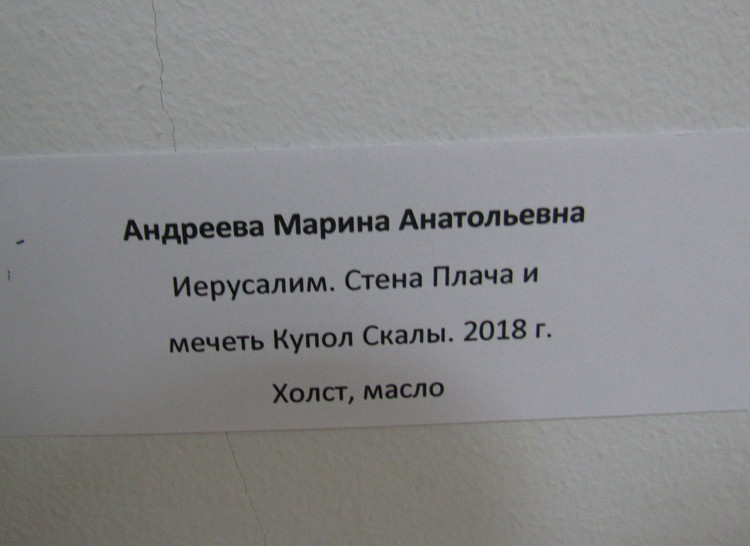 Андреева Марина Анатольевна
Иерусалим. Стена Плача и
мечеть Купол Скалы. 2018 г.
Холст, масло